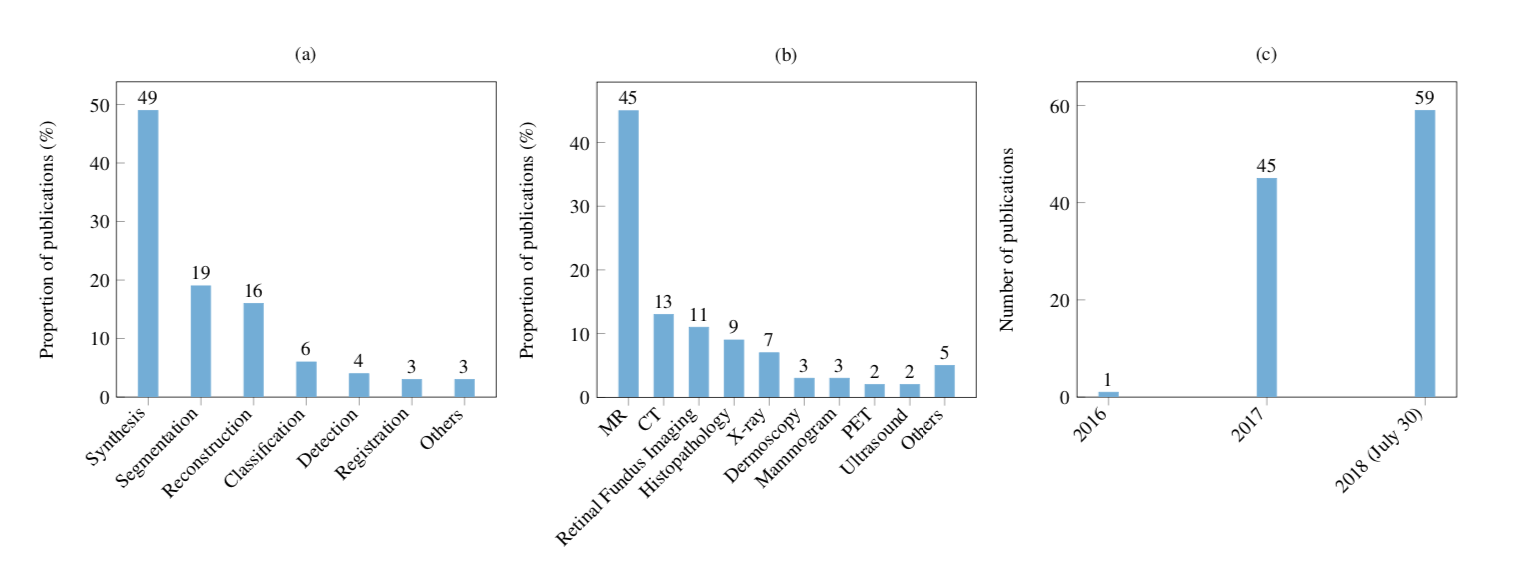 (a)
Proportion of publications (%)
50
40
30
20
10
0
49
19
16
6
4
3
3
Synthesis
Segmentation
Reconstruction
Classification
Detection
Registration
Others
(b)
Proportion of publications (%)
40
30
20
10
0
45
13
11
9
7
3
3
2
2
5
MR
CT
Retinal Fundus Imaging
Histopathology
X-ray
Dermoscopy
Mammogram
PET
Ultrasound
Others
(c)
Number of publications
60
40
20
0
1
45
59
2016
2017
2018 (July 30)